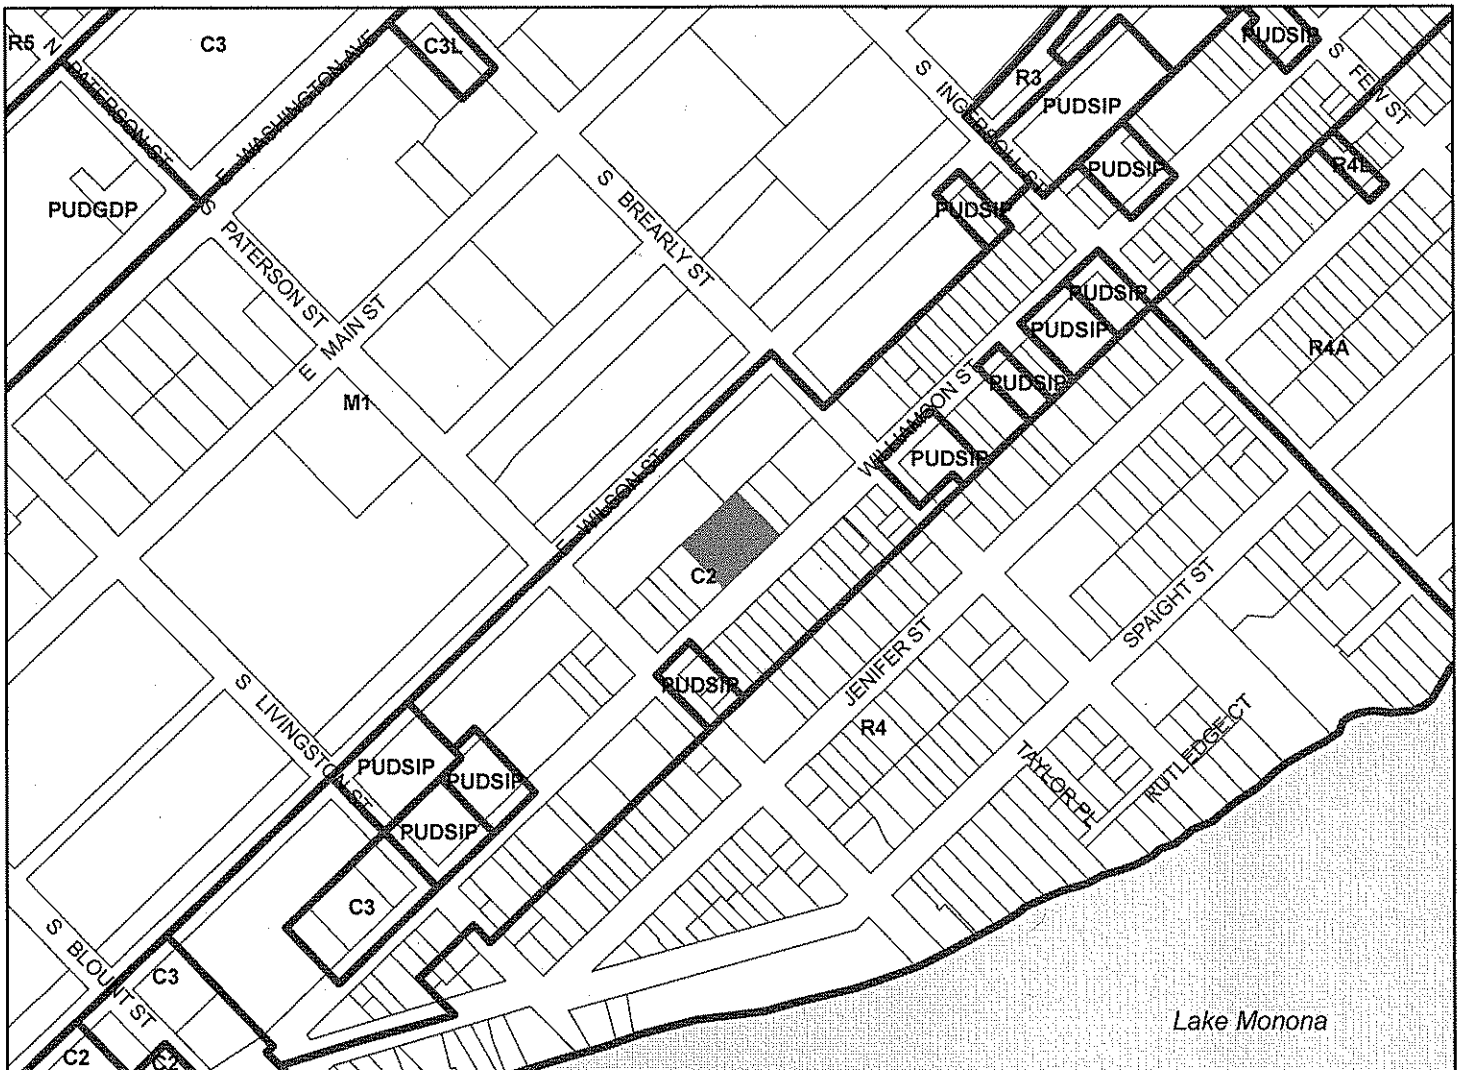 R5
C3
C3L
PUDSIP
N PATERSON ST
E WASHINGTON AVE
S INGERSOLL ST
R3
PUDSIP
S FEW ST
PUDSIP
R4L
PUDGDP
S PATERSON ST
S BREARLY ST
PUDSIP
E MAIN ST
PUDSIP
PUDSIP
R4A
M1
PUDSIP
WILLIAMSON ST
PUDSIP
E WILSON ST
C2
SPAIGHT ST
JENIFER ST
PUDSIP
R4
S LIVINGSTON ST
RUTLEDGE CT
TAYLOR PL
PUDSIP
PUDSIP
PUDSIP
C3
S BLOUNT ST
C3
Lake Monona
C2
C2